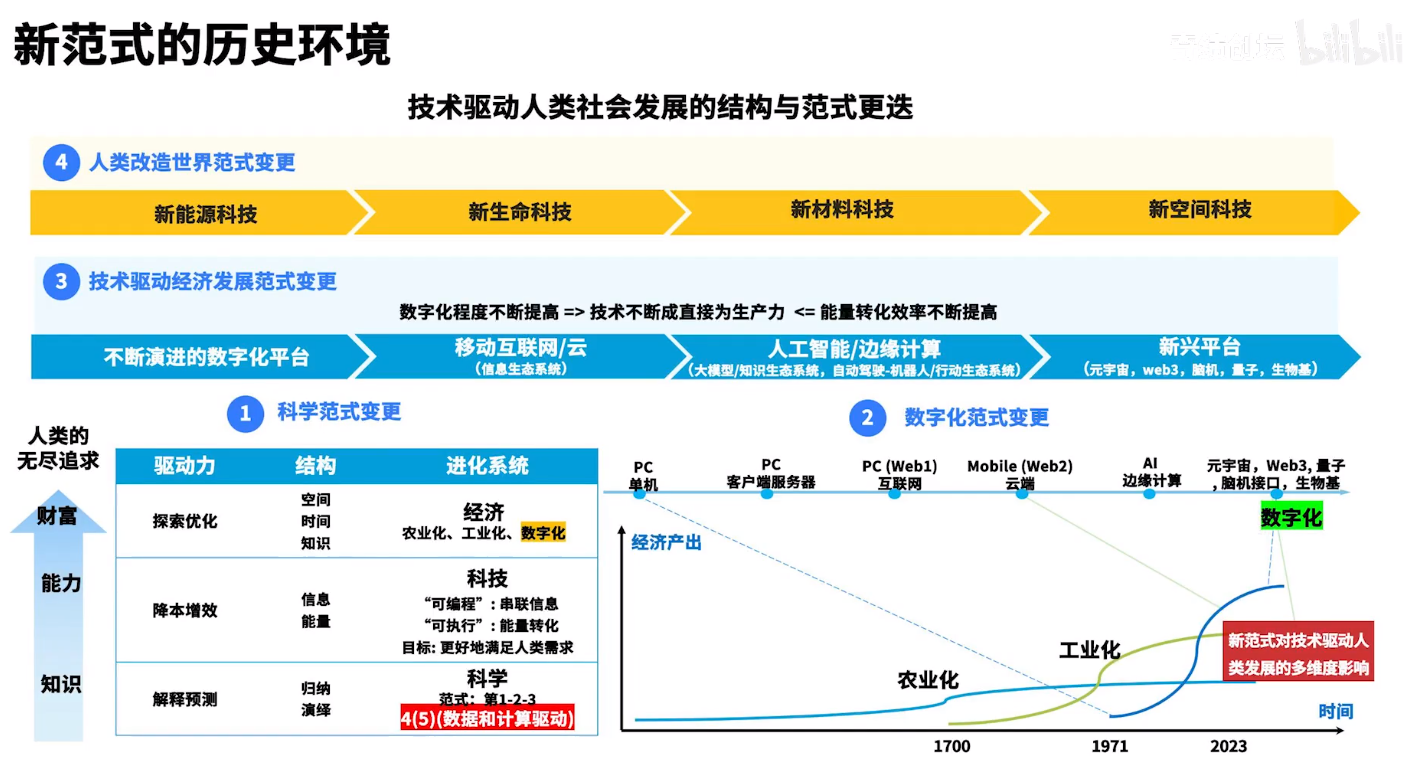 新范式的历史环境
bilibili
技术驱动人类社会发展的结构与范式更迭
4 人类改造世界范式变更
新能源科技 新生命科技 新材料科技 新空间科技
3 技术驱动经济发展范式变更
数字化程度不断提高 => 技术不断成直接为生产力 <= 能量转化效率不断提高
不断演进的数字化平台
移动互联网/云
(信息生态系统)
人工智能/边缘计算
(大模型/知识生态系统，自动驾驶-机器人/行动生态系统)
新兴平台
(元宇宙，web3，脑机，量子，生物基)
1 科学范式变更
人类的
无尽追求
财富
能力
知识
驱动力 结构 进化系统
探索优化
空间
时间
知识
经济
农业化、工业化、数字化
降本增效
信息
能量
科技
“可编程”: 串联信息
“可执行”: 能量转化
目标: 更好地满足人类需求
解释预测
归纳
演绎
科学
范式：第1-2-3
4(5)(数据和计算驱动)
2 数字化范式变更
PC
单机
PC
客户端服务器
PC (Web1)
互联网
Mobile (Web2)
云端
AI
边缘计算
元宇宙，Web3, 量子
, 脑机接口，生物基
数字化
经济产出
工业化
农业化
新范式对技术驱动人
类发展的多维度影响
时间
1700 1971 2023